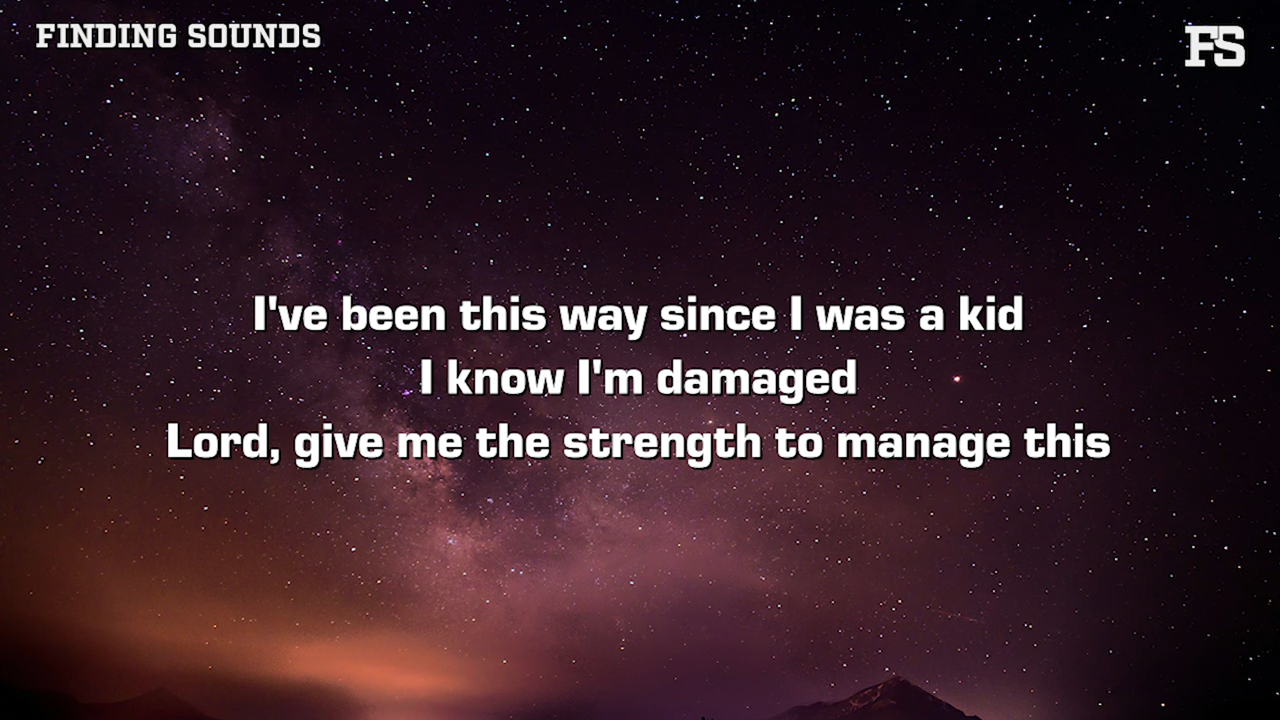 FINDING SOUNDS
FS
I've been this way since I was a kid
I know I'm damaged
Lord, give me the strength to manage this